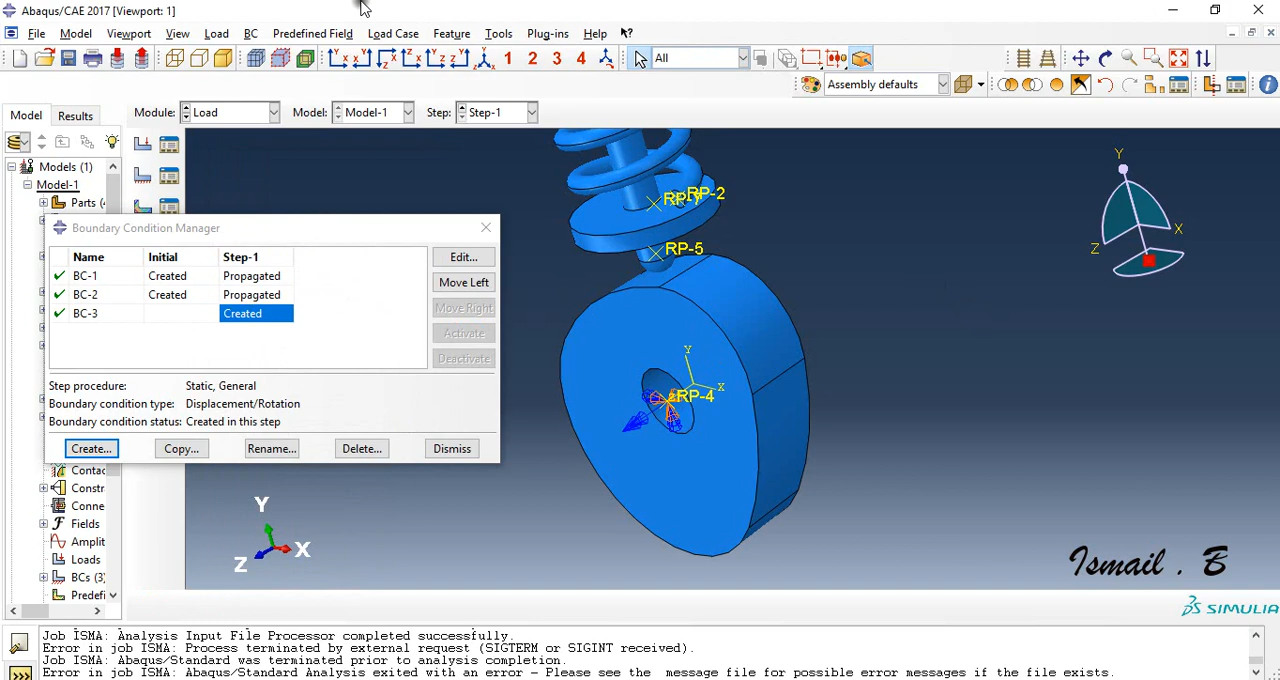 Abaqus/CAE 2017 [Viewport: 1]
File Model Viewport View Load BC Predefined Field Load Case Feature Tools Plug-ins Help
1 2 3 4 All
Assembly defaults
Model Results Module: Load Model: Model-1 Step: Step-1
Models (1)
Model-1
Parts (
Boundary Condition Manager
Name Initial Step-1
BC-1 Created Propagated
BC-2 Created Propagated
BC-3 Created
Edit...
Move Left
Move Right
Activate
Deactivate
Step procedure: Static, General
Boundary condition type: Displacement/Rotation
Boundary condition status: Created in this step
Create... Copy... Rename... Delete... Dismiss
Contac
Constr
Conne
Fields
Amplit
Loads
BCs (3)
Predefi
RP-2
RP-5
RP-4
Y
X
Y
X
Z
Y
X
Z
Ismail . B
SIMULIA
Job ISMA: Analysis Input File Processor completed successfully.
Error in job ISMA: Process terminated by external request (SIGTERM or SIGINT received).
Job ISMA: Abaqus/Standard was terminated prior to analysis completion.
Error in job ISMA: Abaqus/Standard Analysis exited with an error - Please see the message file for possible error messages if the file exists.